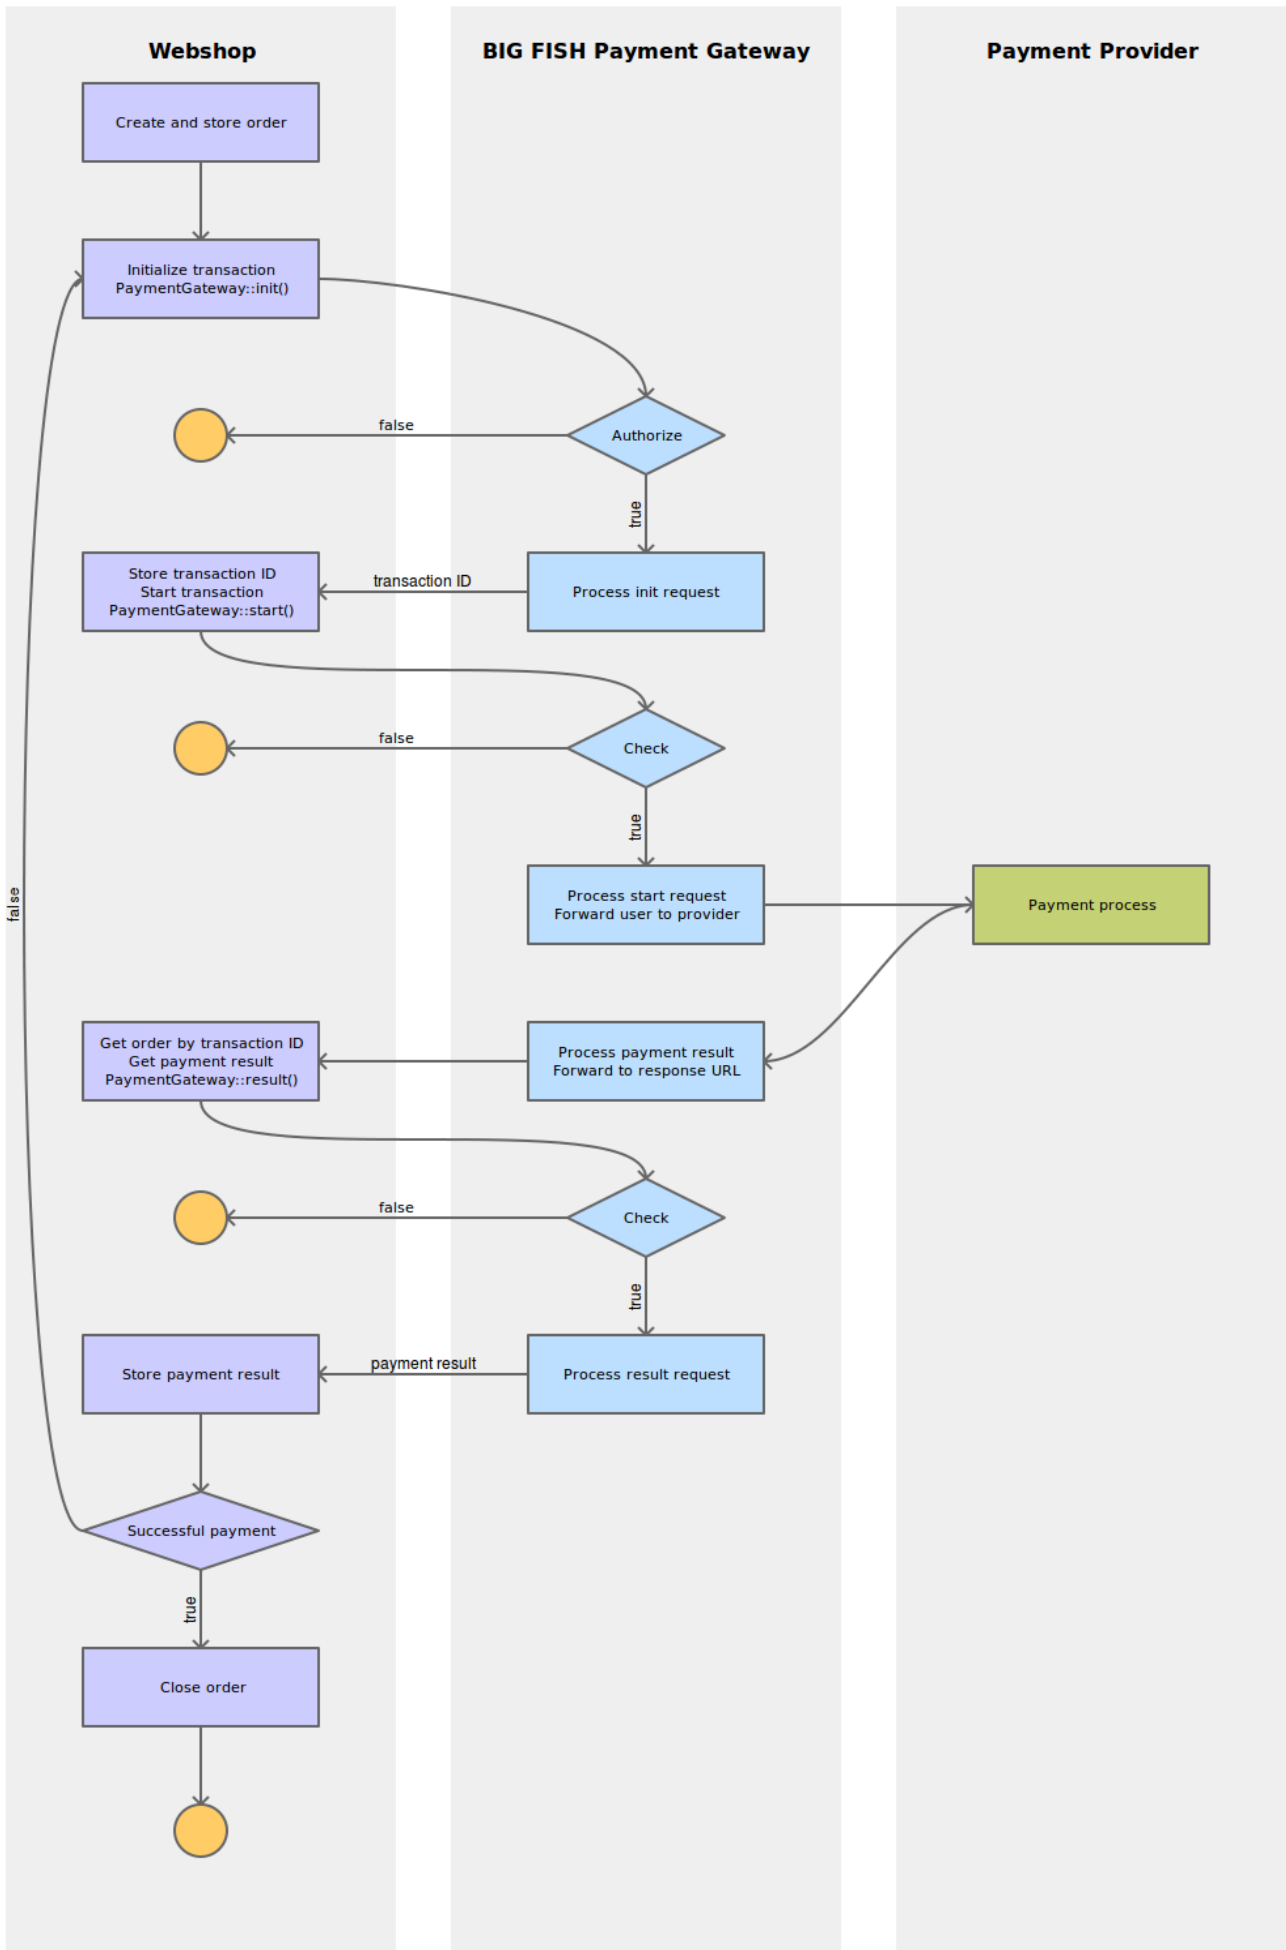 Webshop
BIG FISH Payment Gateway
Payment Provider
Create and store order
Initialize transaction
PaymentGateway::init()
false
Authorize
true
Store transaction ID
Start transaction
PaymentGateway::start()
transaction ID
Process init request
false
Check
true
false
Process start request
Forward user to provider
Payment process
Get order by transaction ID
Get payment result
PaymentGateway::result()
Process payment result
Forward to response URL
false
Check
true
Store payment result
payment result
Process result request
Successful payment
true
Close order